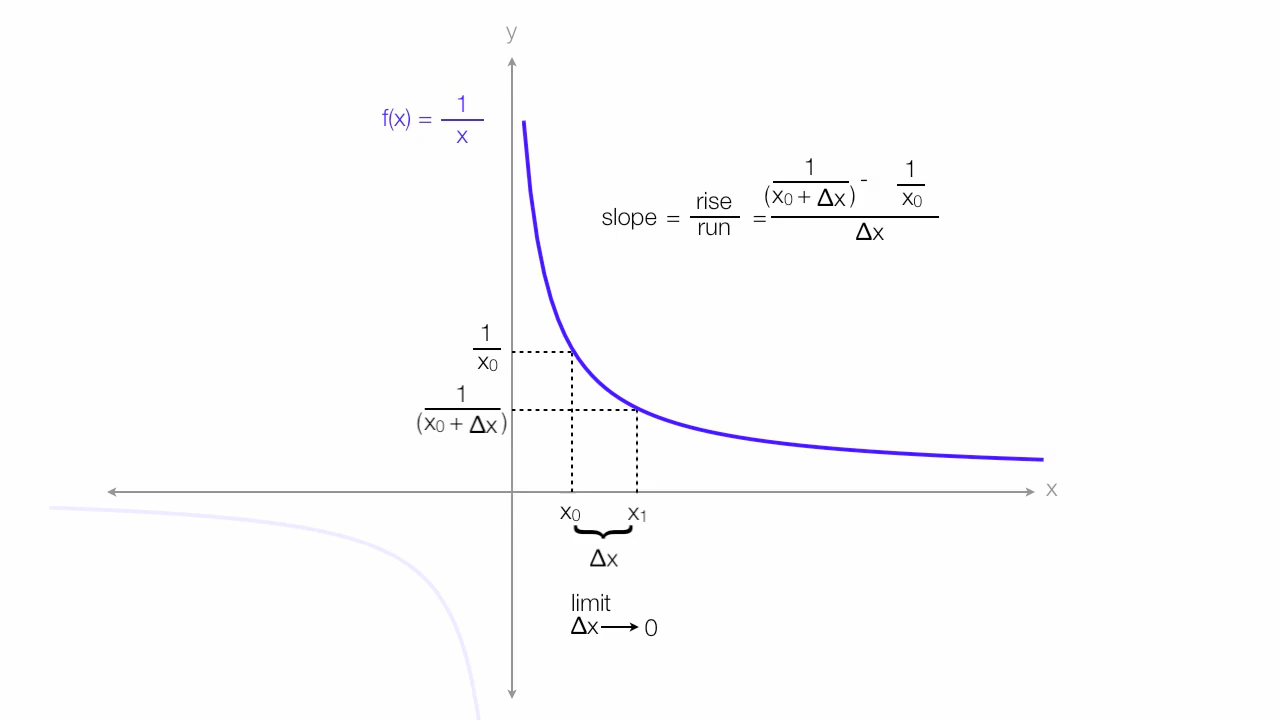 y
f(x) = 1/x
slope = rise/run = (1/(x₀ + Δx) - 1/x₀)/Δx
1/x₀
1/(x₀ + Δx)
x
x₀ x₁
Δx
limit
Δx → 0